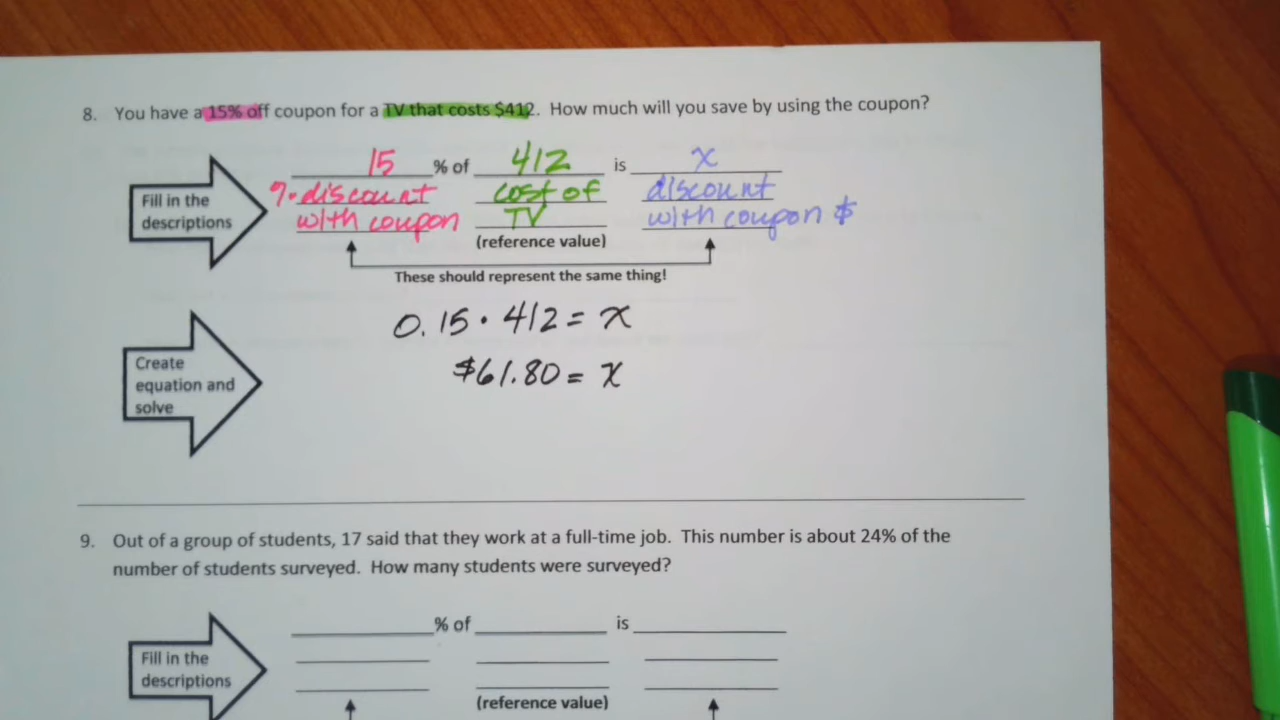 8. You have a 15% off coupon for a TV that costs $412. How much will you save by using the coupon?
15 % of 412 is x
Fill in the descriptions
% discount with coupon
cost of TV
discount with coupon $
(reference value)
These should represent the same thing!
0.15 · 412 = x
$61.80 = x
Create equation and solve
9. Out of a group of students, 17 said that they work at a full-time job. This number is about 24% of the
number of students surveyed. How many students were surveyed?
% of is
Fill in the
descriptions
(reference value)